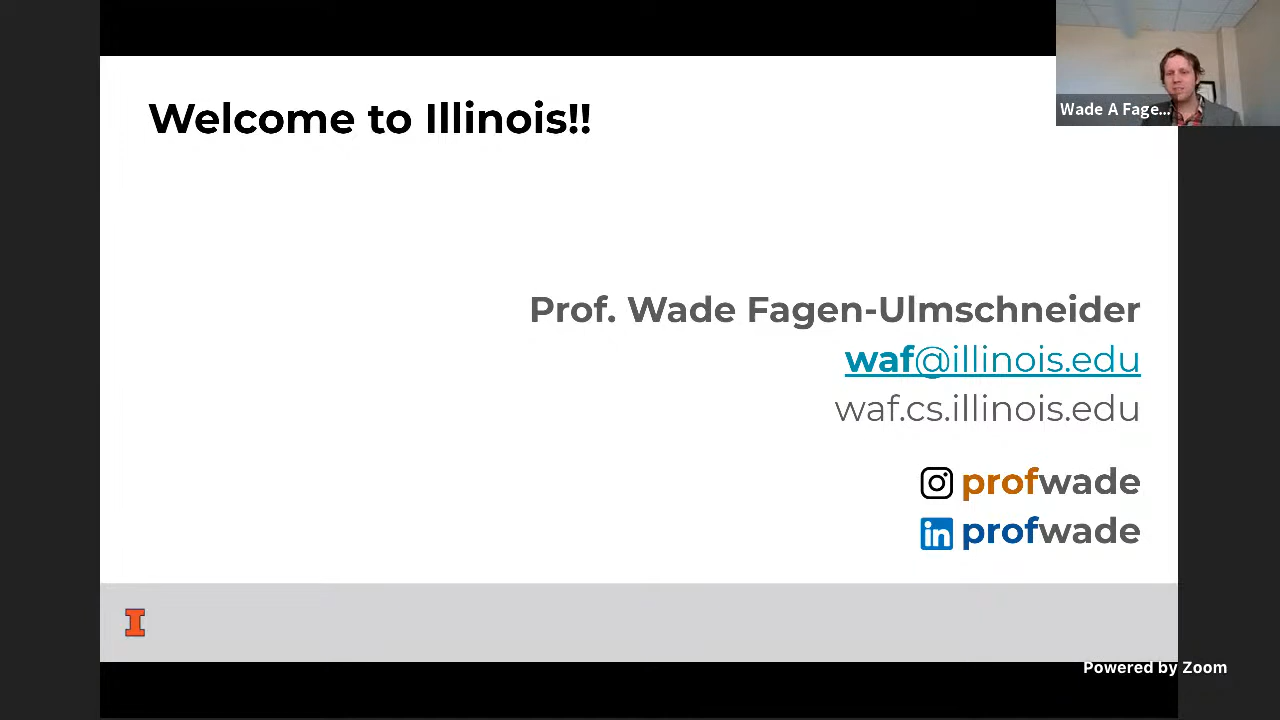 Welcome to Illinois!!
Wade A Fage...
Prof. Wade Fagen-Ulmschneider
waf@illinois.edu
waf.cs.illinois.edu
profwade
in profwade
I
Powered by Zoom